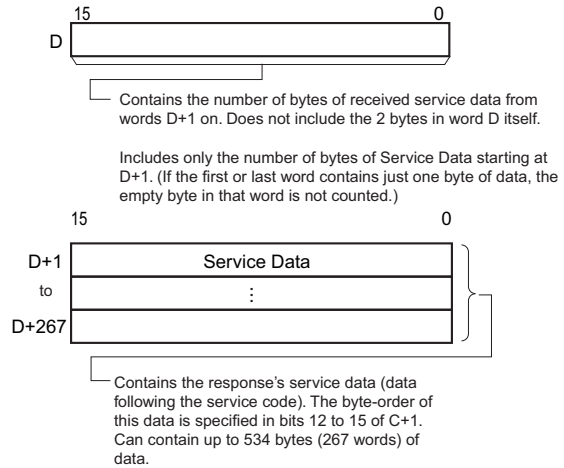 15 0
D
Contains the number of bytes of received service data from
words D+1 on. Does not include the 2 bytes in word D itself.
Includes only the number of bytes of Service Data starting at
D+1. (If the first or last word contains just one byte of data, the
empty byte in that word is not counted.)
15 0
D+1 Service Data
to ⋮
D+267
Contains the response's service data (data
following the service code). The byte-order of
this data is specified in bits 12 to 15 of C+1.
Can contain up to 534 bytes (267 words) of
data.